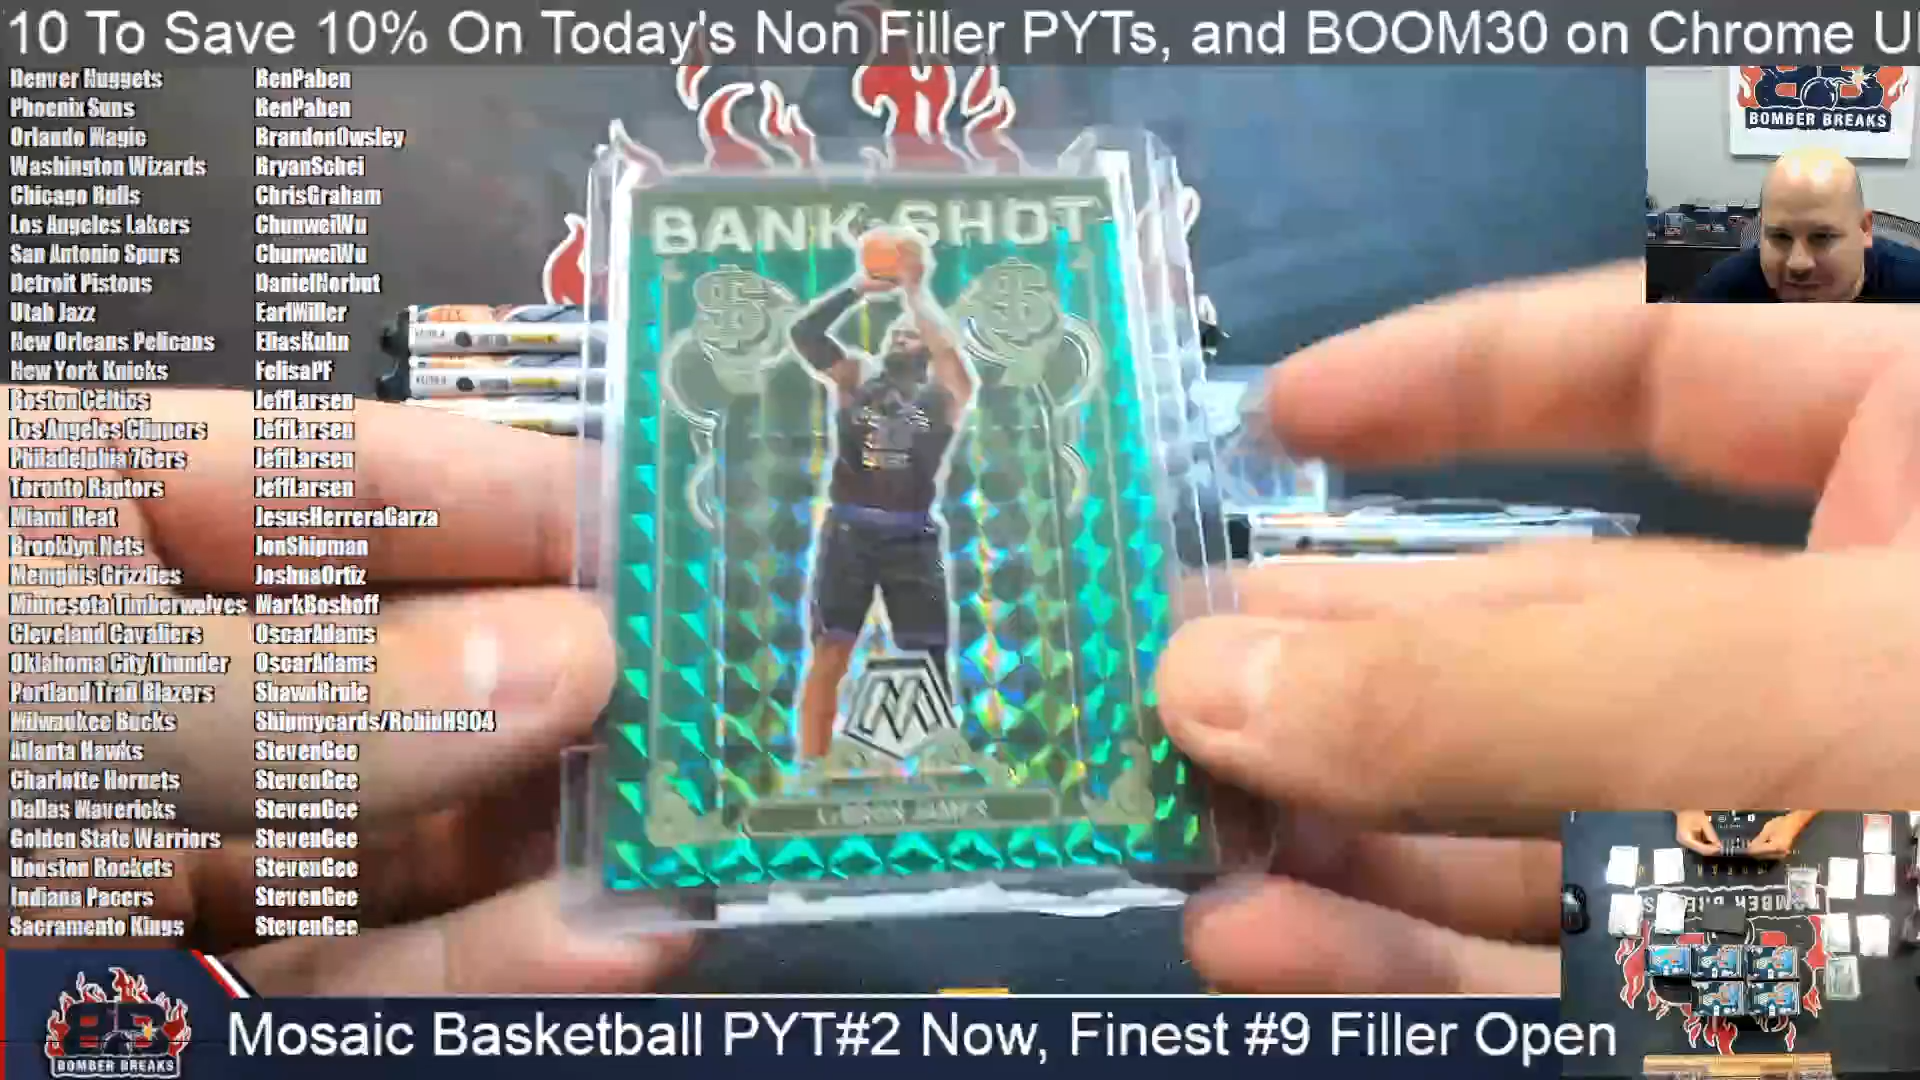 10 To Save 10% On Today's Non Filler PYTs, and BOOM30 on Chrome U
Denver Nuggets BenPaben
Phoenix Suns BenPaben
Orlando Magic BrandonOwsley
Washington Wizards BryanSchei
Chicago Bulls ChrisGraham
Los Angeles Lakers ChunweiWu
San Antonio Spurs ChunweiWu
Detroit Pistons DanielNorbut
Utah Jazz EarlMiller
New Orleans Pelicans EliasKuhn
New York Knicks FelisaPF
Boston Celtics JeffLarsen
Los Angeles Clippers JeffLarsen
Philadelphia 76ers JeffLarsen
Toronto Raptors JeffLarsen
Miami Heat JesusHerreraGarza
Brooklyn Nets JonShipman
Memphis Grizzlies JoshuaOrtiz
Minnesota Timberwolves MarkBoshoff
Cleveland Cavaliers OscarAdams
Oklahoma City Thunder OscarAdams
Portland Trail Blazers ShawnBrule
Milwaukee Bucks Shipmycards/RobinH904
Atlanta Hawks StevenGee
Charlotte Hornets StevenGee
Dallas Mavericks StevenGee
Golden State Warriors StevenGee
Houston Rockets StevenGee
Indiana Pacers StevenGee
Sacramento Kings StevenGee
BANK SHOT
$ $
M
LEBRON JAMES
BOMBER BREAKS
BB
BOMBER BREAKS
Mosaic Basketball PYT#2 Now, Finest #9 Filler Open